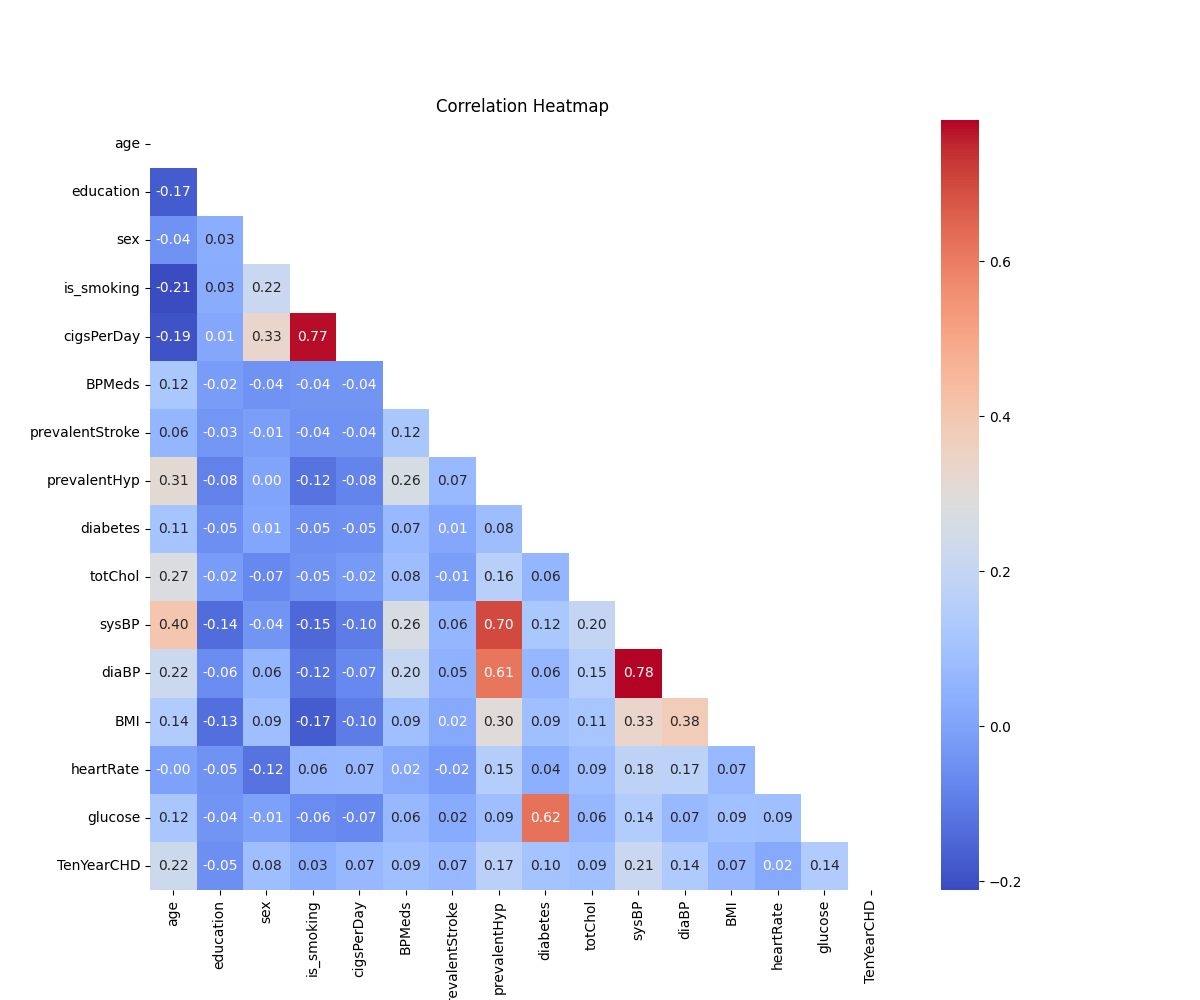 Correlation Heatmap
age
education -0.17
sex -0.04 0.03
is_smoking -0.21 0.03 0.22
cigsPerDay -0.19 0.01 0.33 0.77
BPMeds 0.12 -0.02 -0.04 -0.04 -0.04
prevalentStroke 0.06 -0.03 -0.01 -0.04 -0.04 0.12
prevalentHyp 0.31 -0.08 0.00 -0.12 -0.08 0.26 0.07
diabetes 0.11 -0.05 0.01 -0.05 -0.05 0.07 0.01 0.08
totChol 0.27 -0.02 -0.07 -0.05 -0.02 0.08 -0.01 0.16 0.06
sysBP 0.40 -0.14 -0.04 -0.15 -0.10 0.26 0.06 0.70 0.12 0.20
diaBP 0.22 -0.06 0.06 -0.12 -0.07 0.20 0.05 0.61 0.06 0.15 0.78
BMI 0.14 -0.13 0.09 -0.17 -0.10 0.09 0.02 0.30 0.09 0.11 0.33 0.38
heartRate -0.00 -0.05 -0.12 0.06 0.07 0.02 -0.02 0.15 0.04 0.09 0.18 0.17 0.07
glucose 0.12 -0.04 -0.01 -0.06 -0.07 0.06 0.02 0.09 0.62 0.06 0.14 0.07 0.09 0.09
TenYearCHD 0.22 -0.05 0.08 0.03 0.07 0.09 0.07 0.17 0.10 0.09 0.21 0.14 0.07 0.02 0.14
age
education
sex
is_smoking
cigsPerDay
BPMeds
revalentStroke
prevalentHyp
diabetes
totChol
sysBP
diaBP
BMI
heartRate
glucose
TenYearCHD
0.6
0.4
0.2
0.0
−0.2